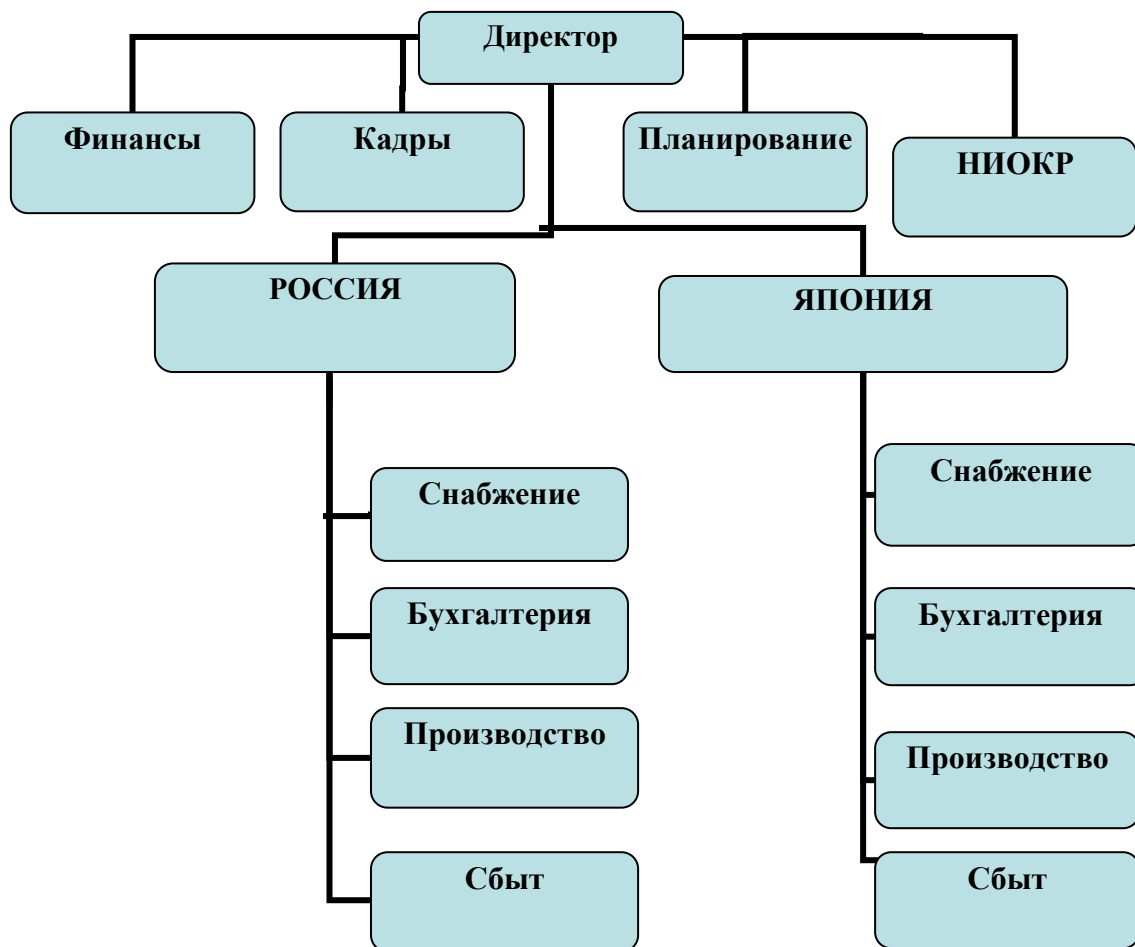 Директор
Финансы
Кадры
Планирование
НИОКР
РОССИЯ
ЯПОНИЯ
Снабжение
Бухгалтерия
Производство
Сбыт
Снабжение
Бухгалтерия
Производство
Сбыт